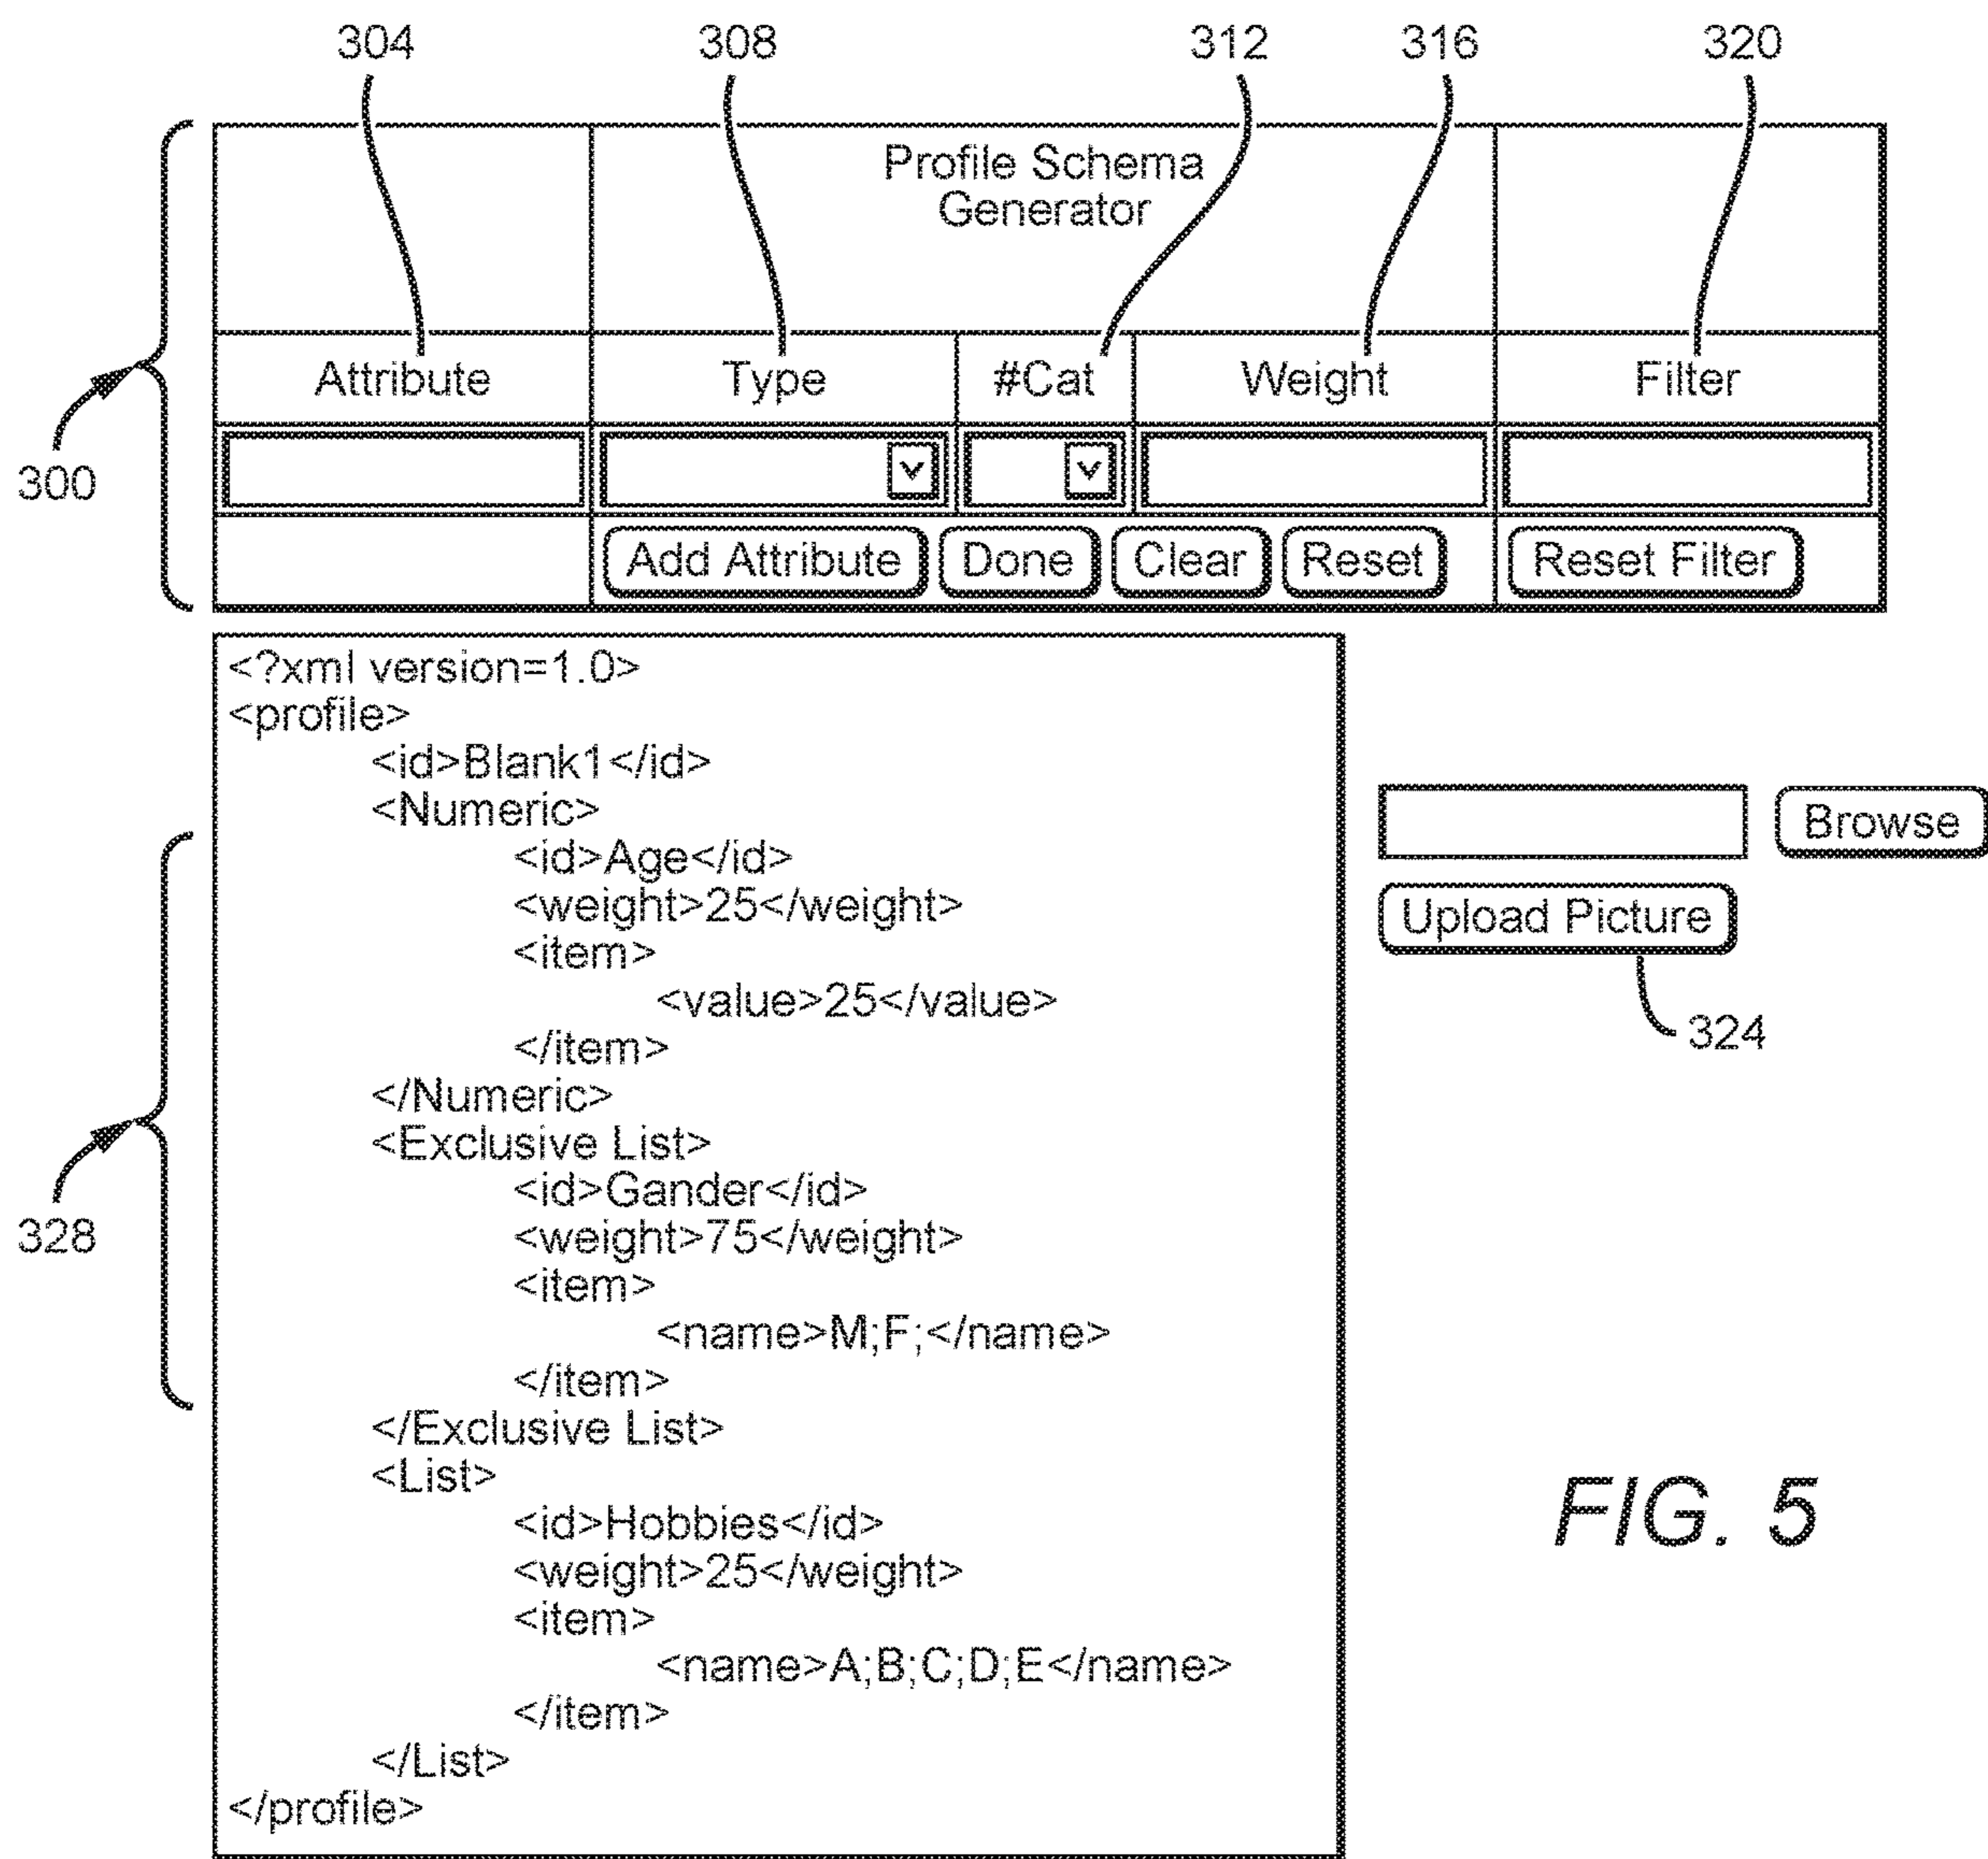 304 308 312 316 320
Profile Schema
Generator
Attribute Type #Cat Weight Filter
300
Add Attribute Done Clear Reset Reset Filter
<?xml version=1.0>
<profile>
<id>Blank1</id>
<Numeric>
<id>Age</id>
<weight>25</weight>
<item>
<value>25</value>
</item>
</Numeric>
<Exclusive List>
<id>Gander</id>
<weight>75</weight>
<item>
<name>M;F;</name>
</item>
</Exclusive List>
<List>
<id>Hobbies</id>
<weight>25</weight>
<item>
<name>A;B;C;D;E</name>
</item>
</List>
</profile>
328
Browse
Upload Picture
324
FIG. 5